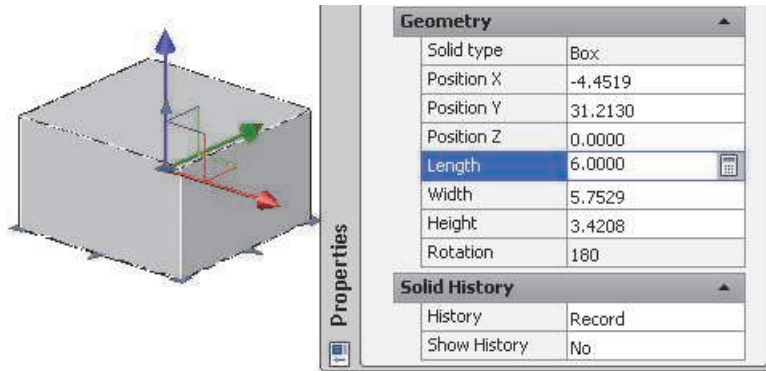 Geometry
Solid type Box
Position X -4.4519
Position Y 31.2130
Position Z 0.0000
Length 6.0000
Width 5.7529
Height 3.4208
Rotation 180
Solid History
History Record
Show History No
Properties